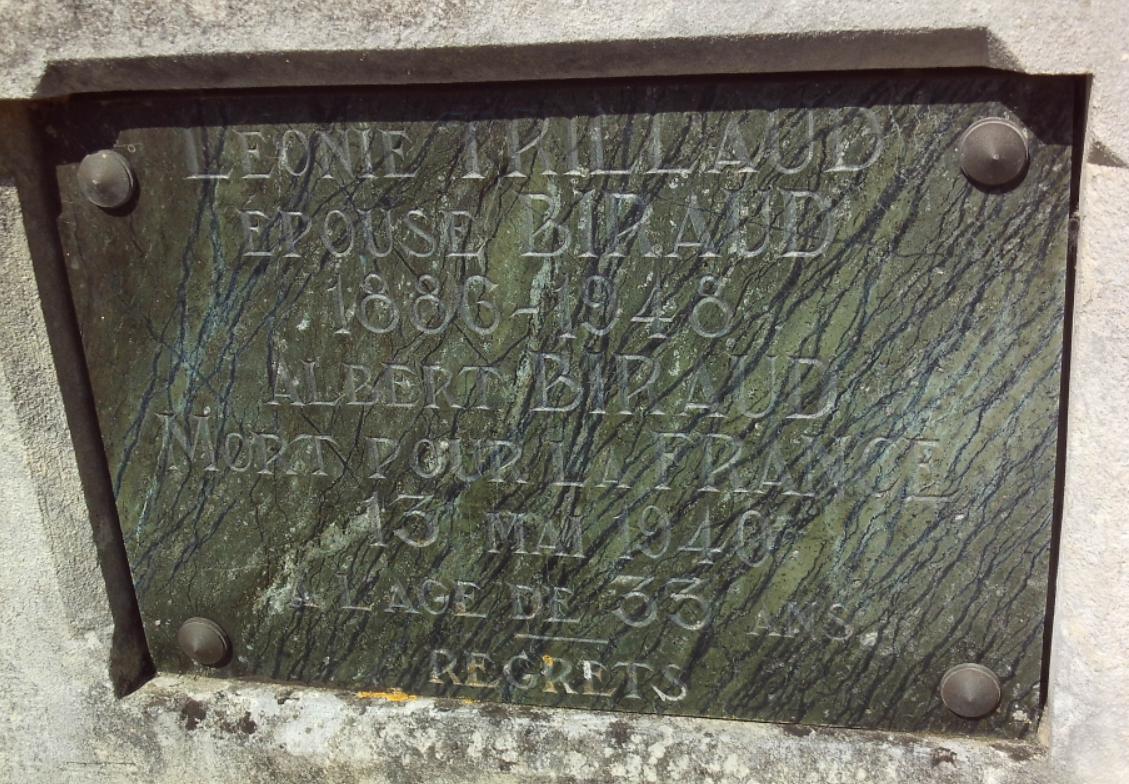 LEONIE TRILLAUD
ÉPOUSE BIRAUD
1886-1948
ALBERT BIRAUD
MORT POUR LA FRANCE
13 MAI 1940
A L'AGE DE 33 ANS
REGRETS